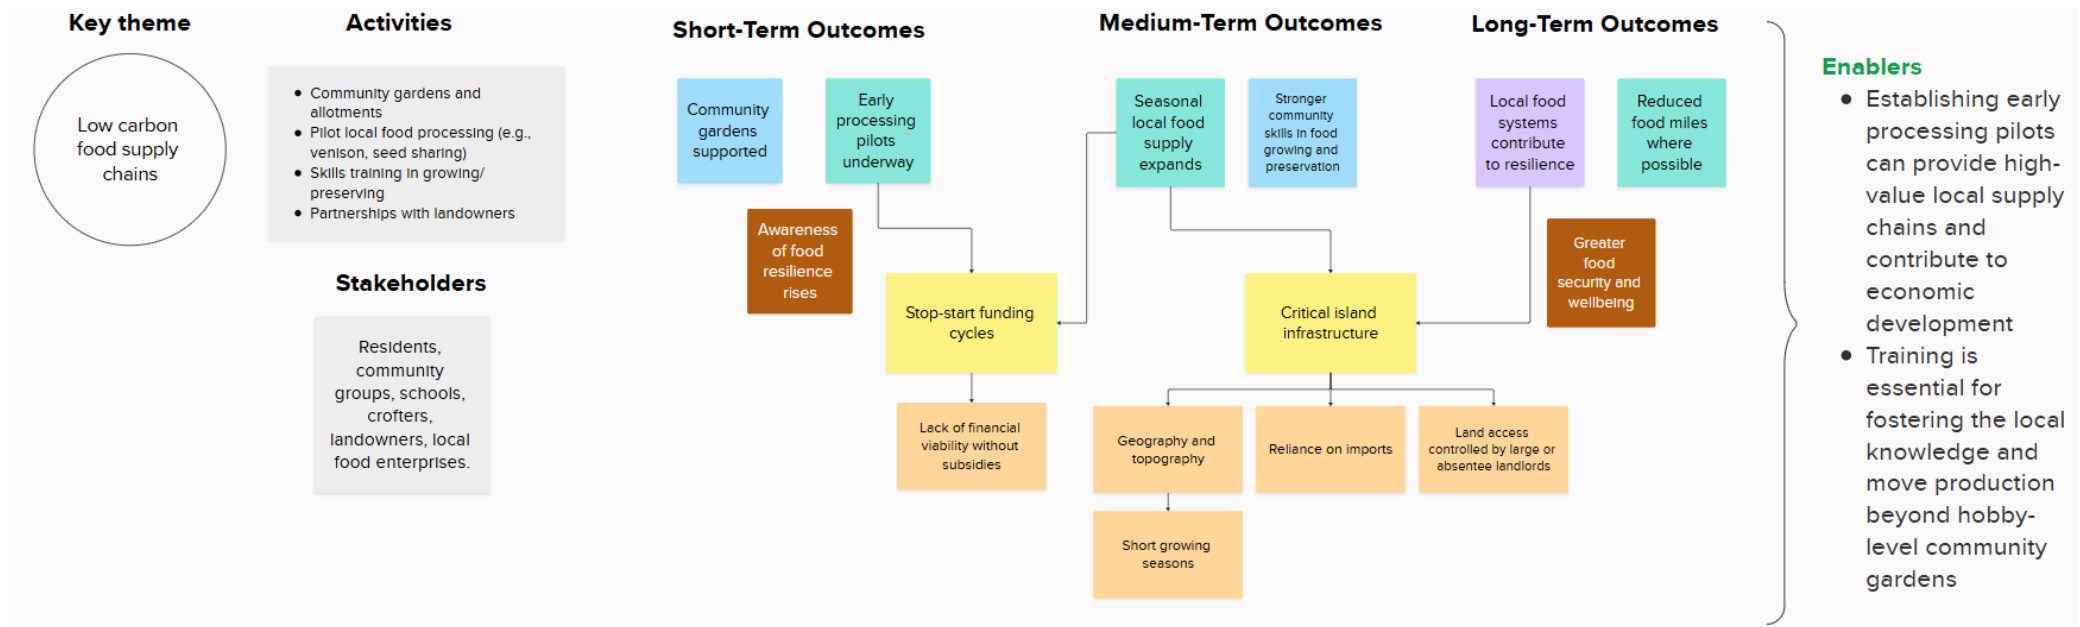 Key theme
Low carbon
food supply
chains
Activities
Community gardens and
allotments
Pilot local food processing (e.g.,
venison, seed sharing)
Skills training in growing/
preserving
Partnerships with landowners
Stakeholders
Residents,
community
groups, schools,
crofters,
landowners, local
food enterprises.
Short-Term Outcomes
Community
gardens
supported
Early
processing
pilots
underway
Awareness
of food
resilience
rises
Medium-Term Outcomes
Seasonal
local food
supply
expands
Stronger
community
skills in food
growing and
preservation
Long-Term Outcomes
Local food
systems
contribute
to resilience
Reduced
food miles
where
possible
Greater
food
security and
wellbeing
Stop-start funding
cycles
Critical island
infrastructure
Lack of financial
viability without
subsidies
Geography and
topography
Reliance on imports
Land access
controlled by large or
absentee landlords
Short growing
seasons
Enablers
Establishing early
processing pilots
can provide high-
value local supply
chains and
contribute to
economic
development
Training is
essential for
fostering the local
knowledge and
move production
beyond hobby-
level community
gardens